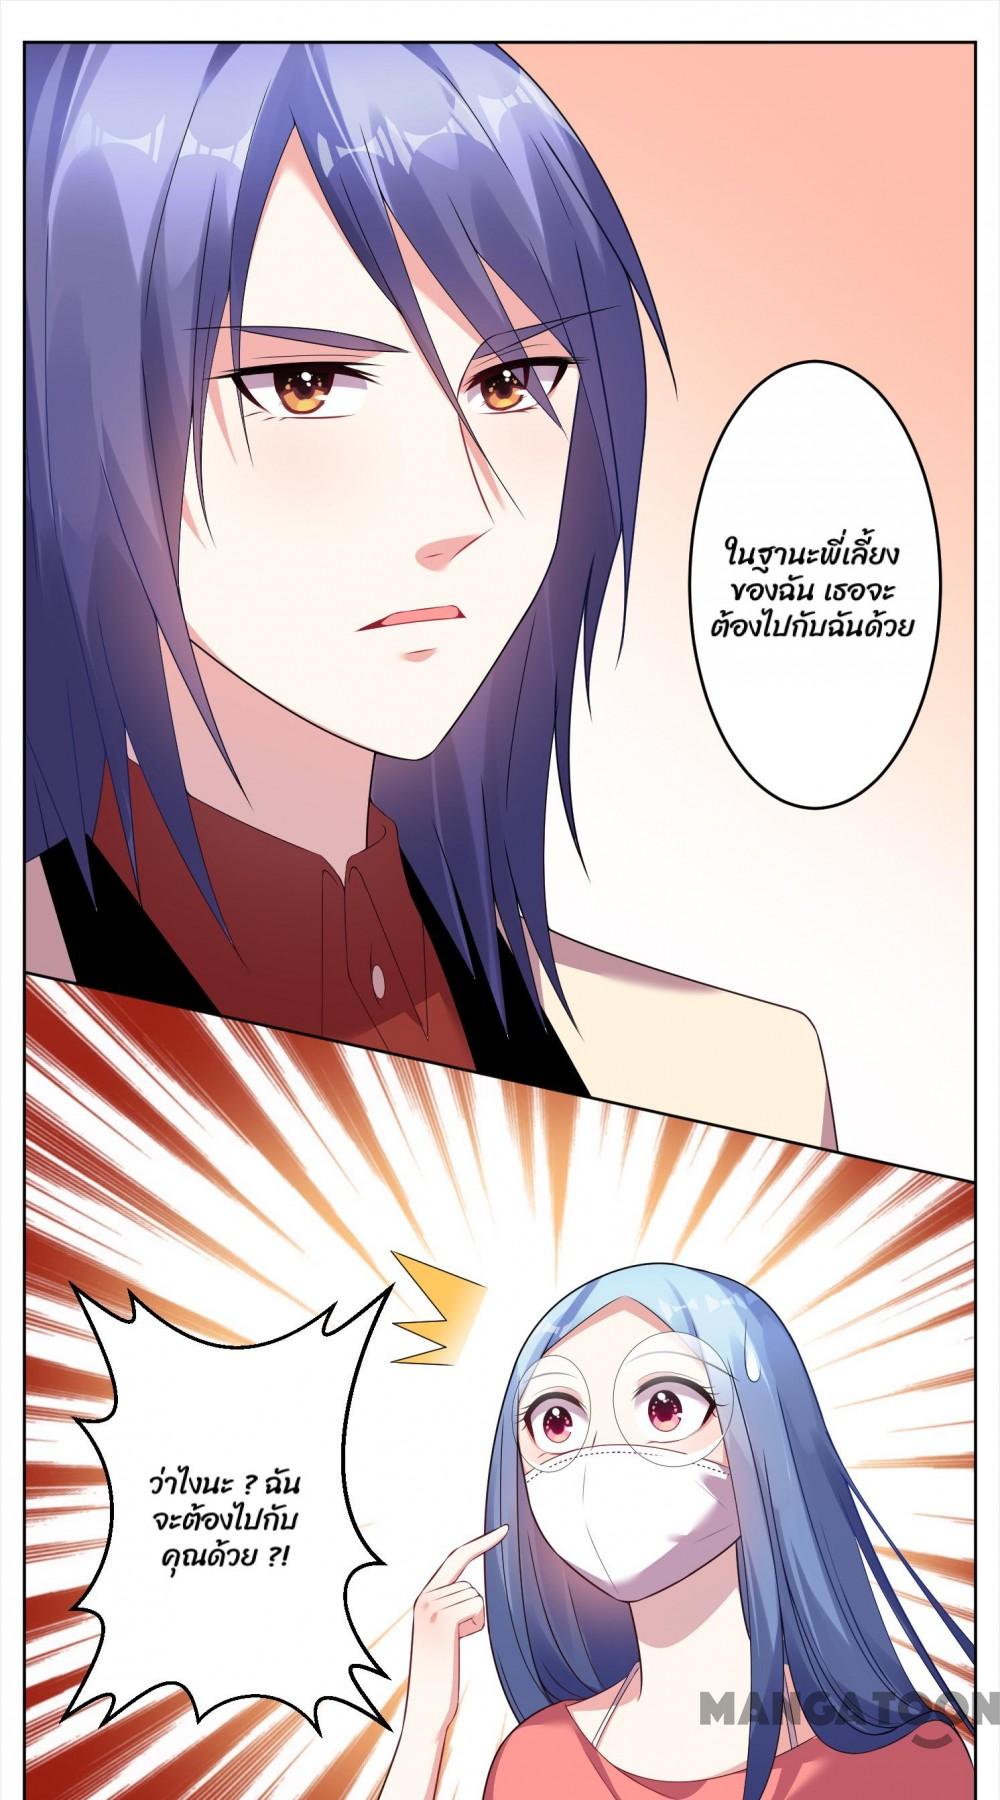 ในฐานะพี่เลี้ยง
ของฉัน เธอจะ
ต้องไปกับฉันด้วย
ว่าไงนะ ? ฉัน
จะต้องไปกับ
คุณด้วย ?!
MANGATOON